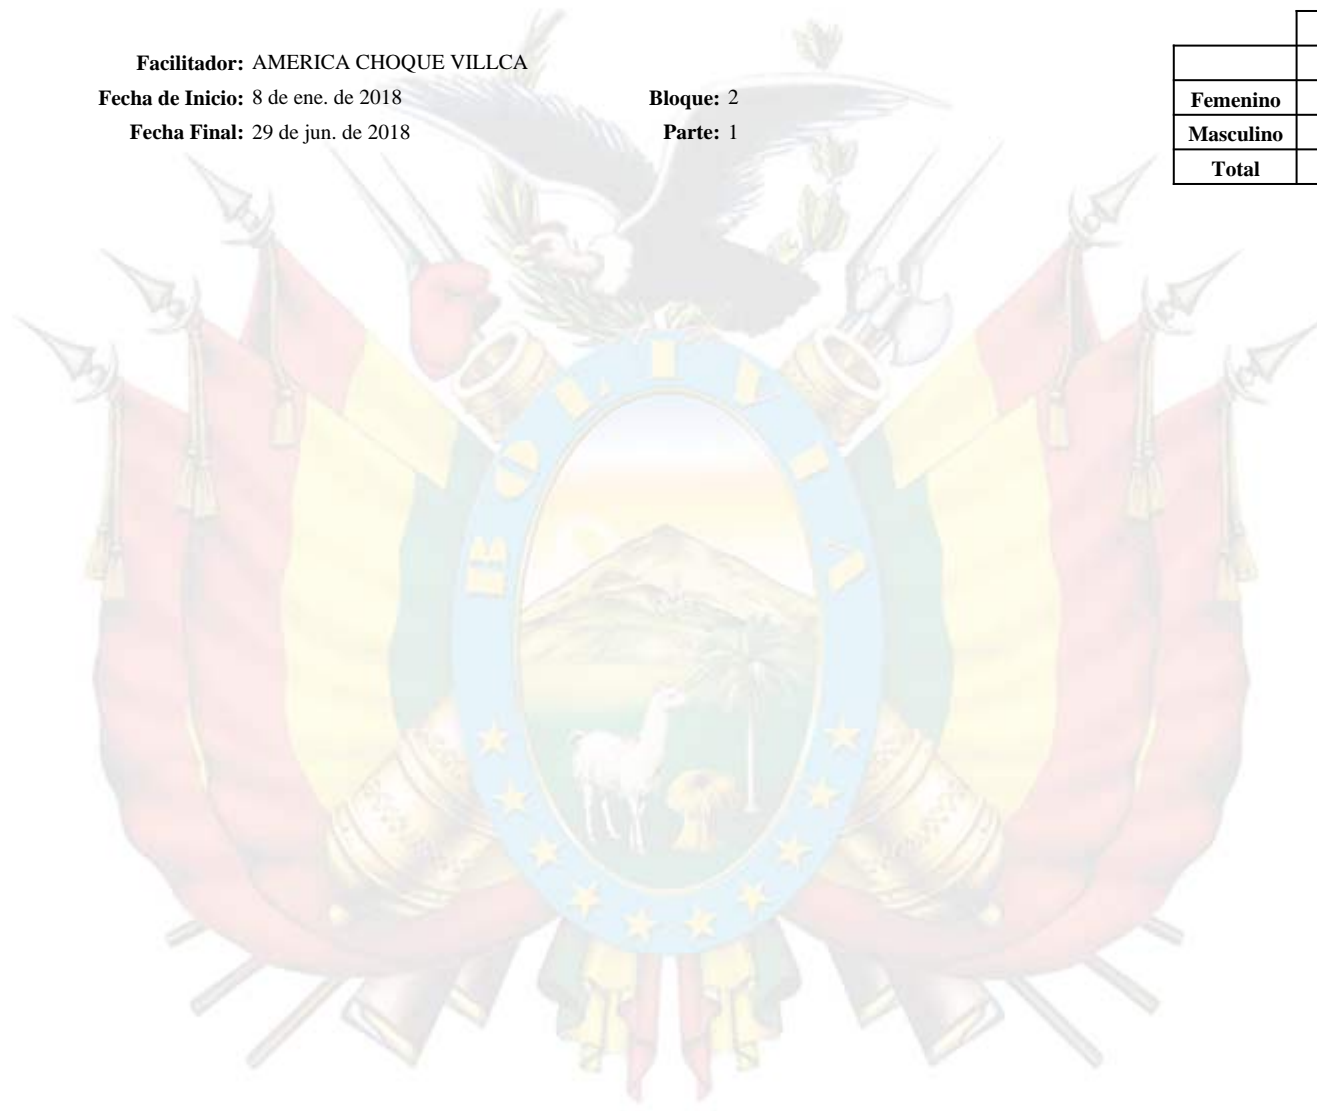 Facilitador: AMERICA CHOQUE VILLCA
Fecha de Inicio: 8 de ene. de 2018 Bloque: 2
Fecha Final: 29 de jun. de 2018 Parte: 1
Femenino
Masculino
Total
BOLIVIA